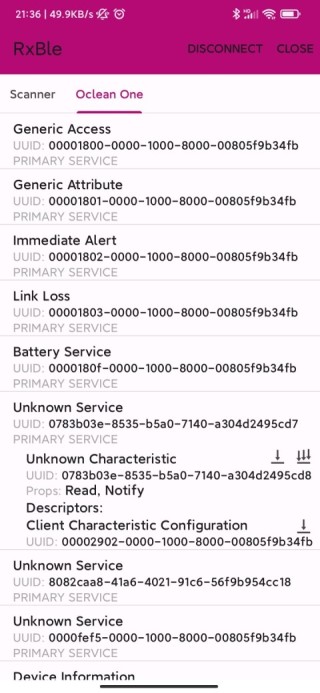 21:36 | 49.9KB/s
RxBle DISCONNECT CLOSE
Scanner Oclean One
Generic Access
UUID: 00001800-0000-1000-8000-00805f9b34fb
PRIMARY SERVICE
Generic Attribute
UUID: 00001801-0000-1000-8000-00805f9b34fb
PRIMARY SERVICE
Immediate Alert
UUID: 00001802-0000-1000-8000-00805f9b34fb
PRIMARY SERVICE
Link Loss
UUID: 00001803-0000-1000-8000-00805f9b34fb
PRIMARY SERVICE
Battery Service
UUID: 0000180f-0000-1000-8000-00805f9b34fb
PRIMARY SERVICE
Unknown Service
UUID: 0783b03e-8535-b5a0-7140-a304d2495cd7
PRIMARY SERVICE
Unknown Characteristic
UUID: 0783b03e-8535-b5a0-7140-a304d2495cd8
Props: Read, Notify
Descriptors:
Client Characteristic Configuration
UUID: 00002902-0000-1000-8000-00805f9b34fb
Unknown Service
UUID: 8082caa8-41a6-4021-91c6-56f9b954cc18
PRIMARY SERVICE
Unknown Service
UUID: 0000fef5-0000-1000-8000-00805f9b34fb
PRIMARY SERVICE
Device Information